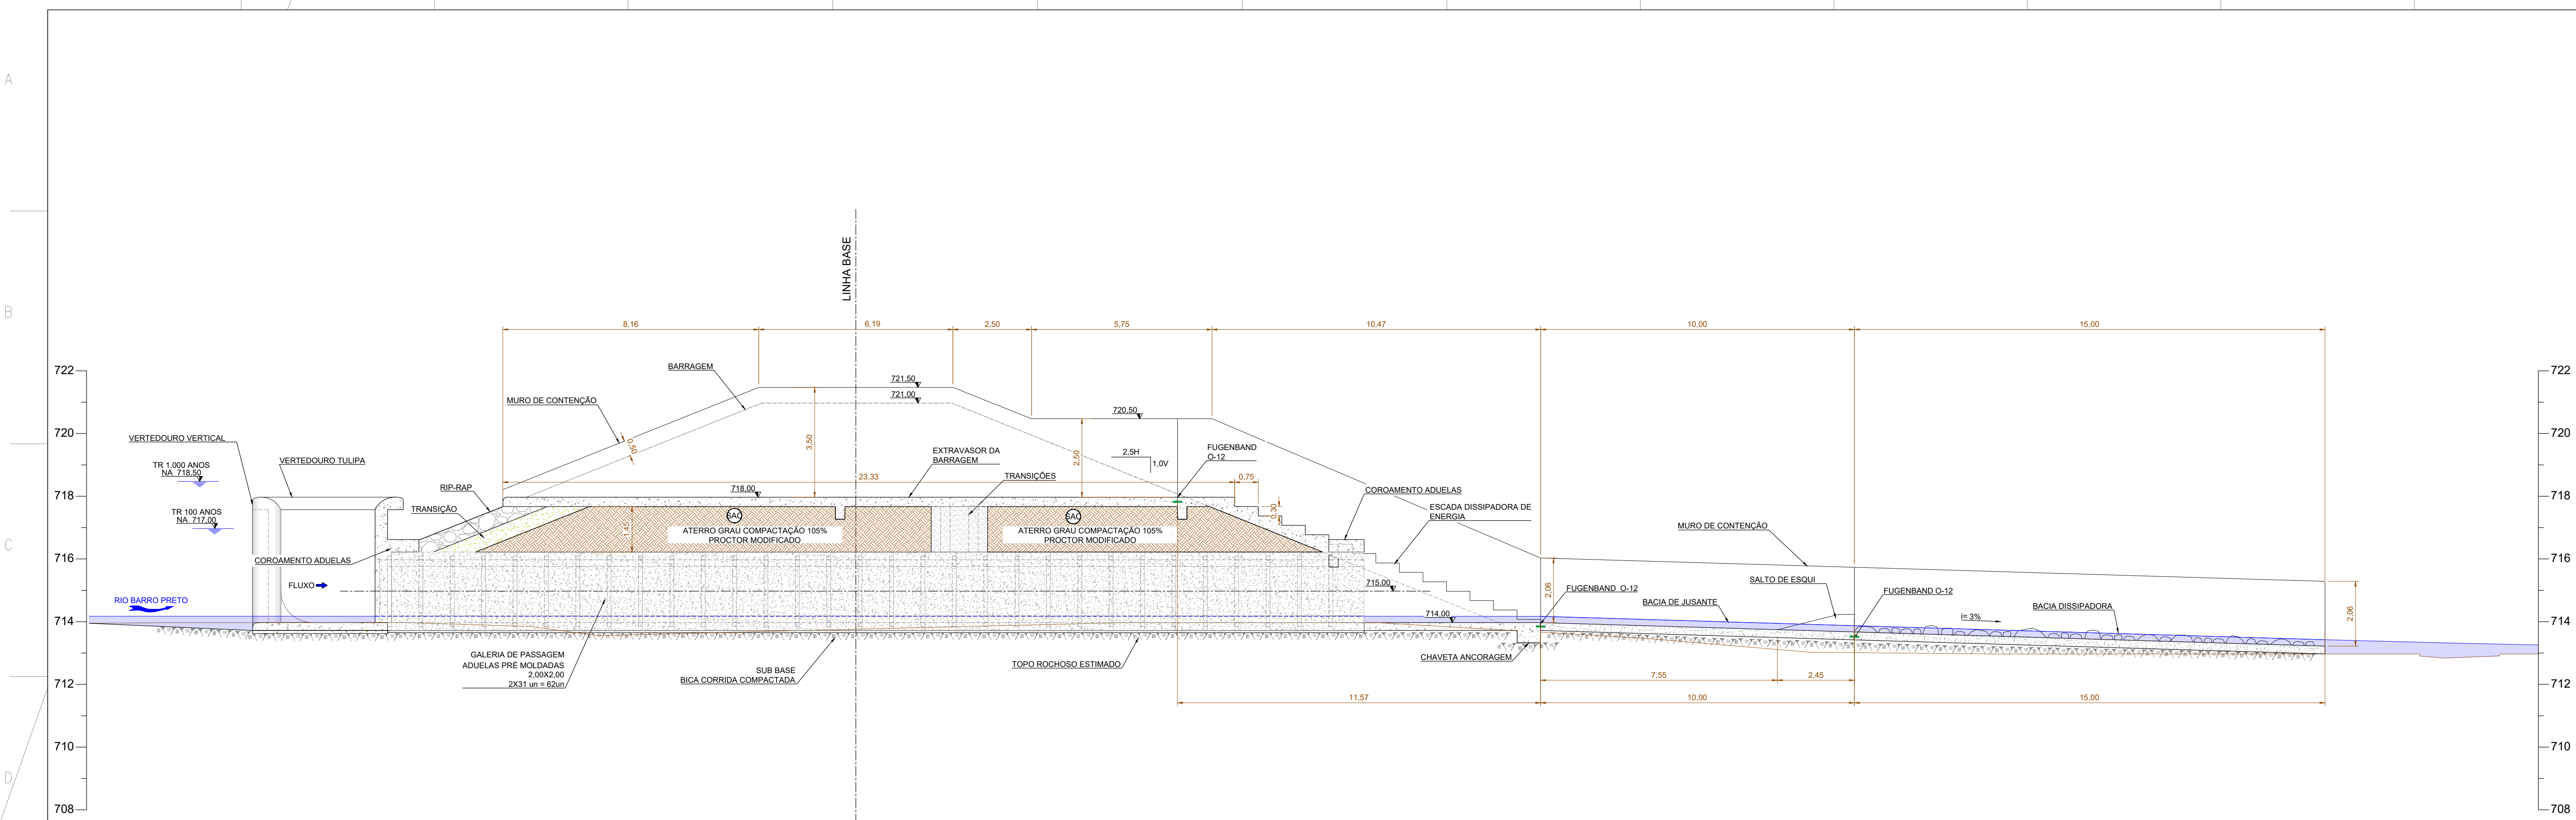 A
B
C
D
LINHA BASE
8,16
6,19
2,50
5,75
10,47
10,00
15,00
722
720
718
716
714
712
710
708
722
720
718
716
714
712
710
708
BARRAGEM
721,50
721,00
MURO DE CONTENÇÃO
0,50
3,50
720,50
2,50
2,5H
1,0V
FUGENBAND
O-12
VERTEDOURO VERTICAL
TR 1.000 ANOS
NA 718,50
VERTEDOURO TULIPA
EXTRAVASOR DA
BARRAGEM
TRANSIÇÕES
23,33
0,75
0,30
718,00
RIP-RAP
TRANSIÇÃO
COROAMENTO ADUELAS
ESCADA DISSIPADORA DE
ENERGIA
TR 100 ANOS
NA 717,00
1,45
SAC
ATERRO GRAU COMPACTAÇÃO 105%
PROCTOR MODIFICADO
SAC
ATERRO GRAU COMPACTAÇÃO 105%
PROCTOR MODIFICADO
MURO DE CONTENÇÃO
COROAMENTO ADUELAS
FLUXO
715,00
2,06
FUGENBAND O-12
SALTO DE ESQUI
FUGENBAND O-12
RIO BARRO PRETO
BACIA DE JUSANTE
BACIA DISSIPADORA
i= 3%
2,06
714,00
GALERIA DE PASSAGEM
ADUELAS PRÉ MOLDADAS
2,00X2,00
2X31 un = 62un
SUB BASE
BICA CORRIDA COMPACTADA
TOPO ROCHOSO ESTIMADO
CHAVETA ANCORAGEM
7,55
2,45
11,57
10,00
15,00